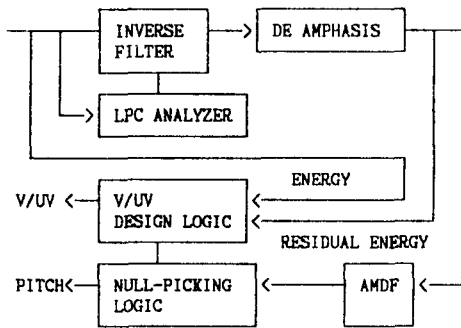 INVERSE
FILTER
DE AMPHASIS
LPC ANALYZER
ENERGY
V/UV
V/UV
DESIGN LOGIC
RESIDUAL ENERGY
PITCH
NULL-PICKING
LOGIC
AMDF